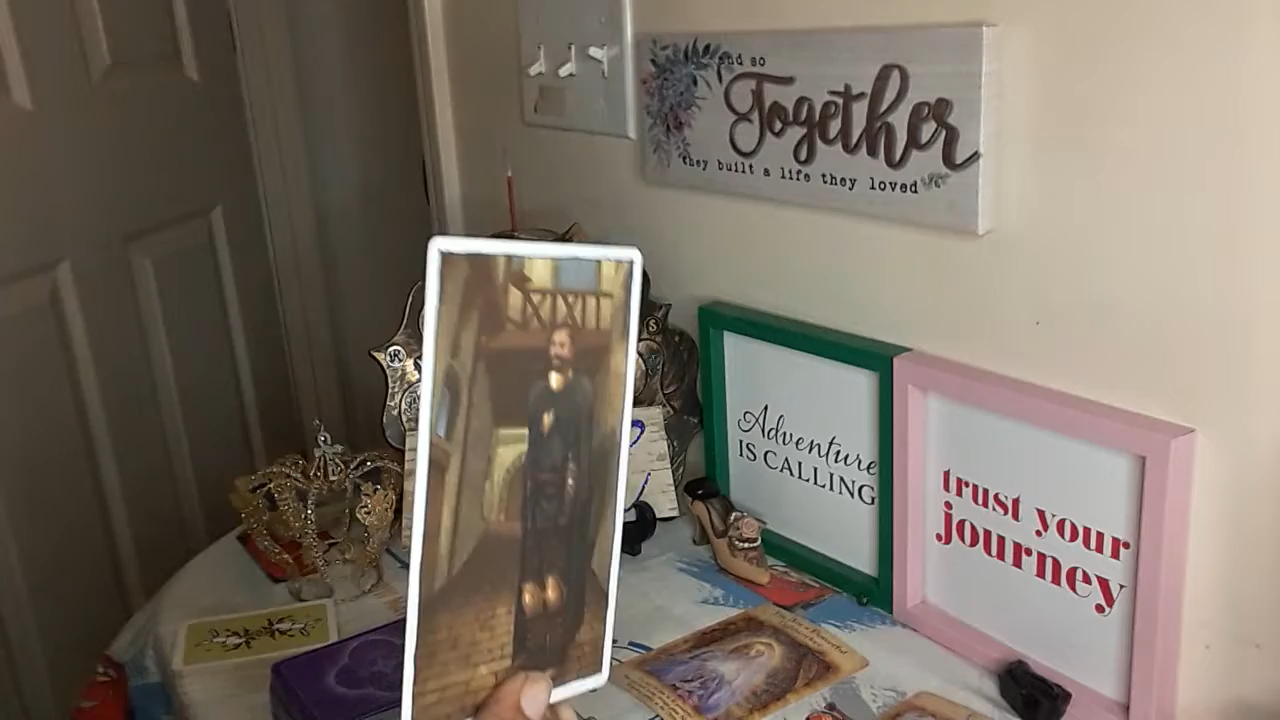 and so
Together
they built a life they loved
Adventure
IS CALLING
trust your
journey
R
S